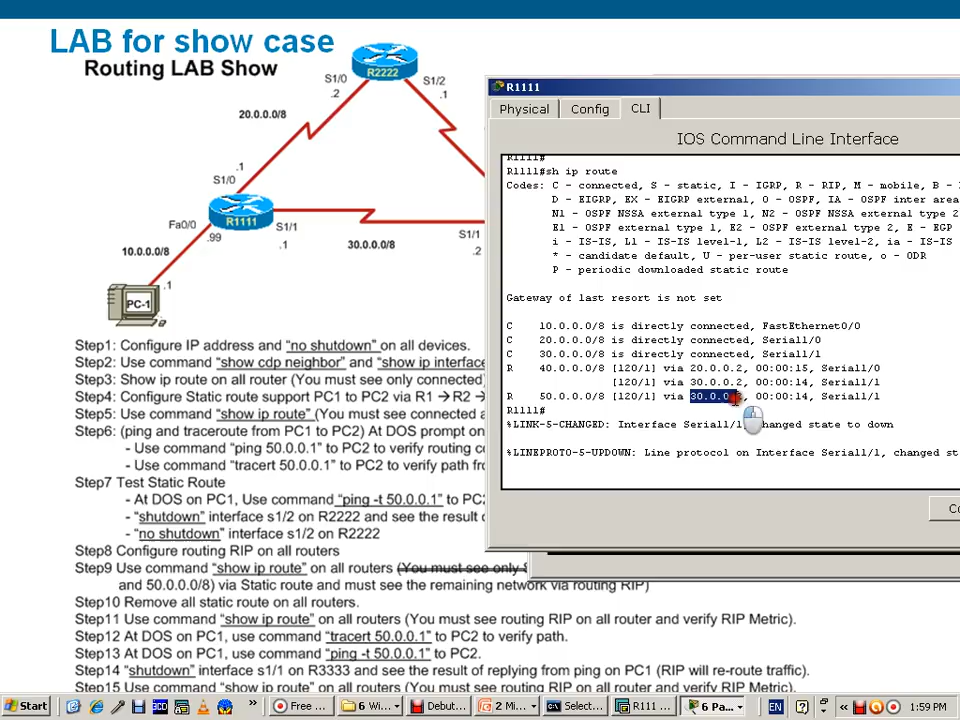 LAB for show case
Routing LAB Show
R2222
S1/0
.2
S1/2
.1
20.0.0.0/8
.1
S1/0
R1111
Fa0/0
.99
S1/1
.1
30.0.0.0/8
S1/1
.2
10.0.0.0/8
.1
PC-1
Step1: Configure IP address and “no shutdown” on all devices.
Step2: Use command “show cdp neighbor” and “show ip interface
Step3: Show ip route on all router (You must see only connected)
Step4: Configure Static route support PC1 to PC2 via R1 →R2 →
Step5: Use command “show ip route” (You must see connected a
Step6: (ping and traceroute from PC1 to PC2) At DOS prompt on
- Use command “ping 50.0.0.1” to PC2 to verify routing co
- Use command “tracert 50.0.0.1” to PC2 to verify path fro
Step7 Test Static Route
- At DOS on PC1, Use command “ping -t 50.0.0.1” to PC2
- “shutdown” interface s1/2 on R2222 and see the result o
- “no shutdown” interface s1/2 on R2222
Step8 Configure routing RIP on all routers
Step9 Use command “show ip route” on all routers (You must see only
and 50.0.0.0/8) via Static route and must see the remaining network via routing RIP)
Step10 Remove all static route on all routers.
Step11 Use command “show ip route” on all routers (You must see routing RIP on all router and verify RIP Metric).
Step12 At DOS on PC1, use command “tracert 50.0.0.1” to PC2 to verify path.
Step13 At DOS on PC1, use command “ping -t 50.0.0.1” to PC2.
Step14 “shutdown” interface s1/1 on R3333 and see the result of replying from ping on PC1 (RIP will re-route traffic).
Step15 Use command “show ip route” on all routers (You must see routing RIP on all router and verify RIP Metric).
R1111
Physical Config CLI
IOS Command Line Interface
R1111#
R1111#sh ip route
Codes: C - connected, S - static, I - IGRP, R - RIP, M - mobile, B -
D - EIGRP, EX - EIGRP external, O - OSPF, IA - OSPF inter area
N1 - OSPF NSSA external type 1, N2 - OSPF NSSA external type 2
E1 - OSPF external type 1, E2 - OSPF external type 2, E - EGP
i - IS-IS, L1 - IS-IS level-1, L2 - IS-IS level-2, ia - IS-IS
* - candidate default, U - per-user static route, o - ODR
P - periodic downloaded static route
Gateway of last resort is not set
C 10.0.0.0/8 is directly connected, FastEthernet0/0
C 20.0.0.0/8 is directly connected, Serial1/0
C 30.0.0.0/8 is directly connected, Serial1/1
R 40.0.0.0/8 [120/1] via 20.0.0.2, 00:00:15, Serial1/0
[120/1] via 30.0.0.2, 00:00:14, Serial1/1
R 50.0.0.0/8 [120/1] via 30.0.0.2, 00:00:14, Serial1/1
R1111#
%LINK-5-CHANGED: Interface Serial1/1, changed state to down
%LINEPROTO-5-UPDOWN: Line protocol on Interface Serial1/1, changed st
Co
Start
»
Free ...
6 Wi...
Debut...
2 Mi...
Select...
R111 ...
6 Pa...
EN
«
1:59 PM